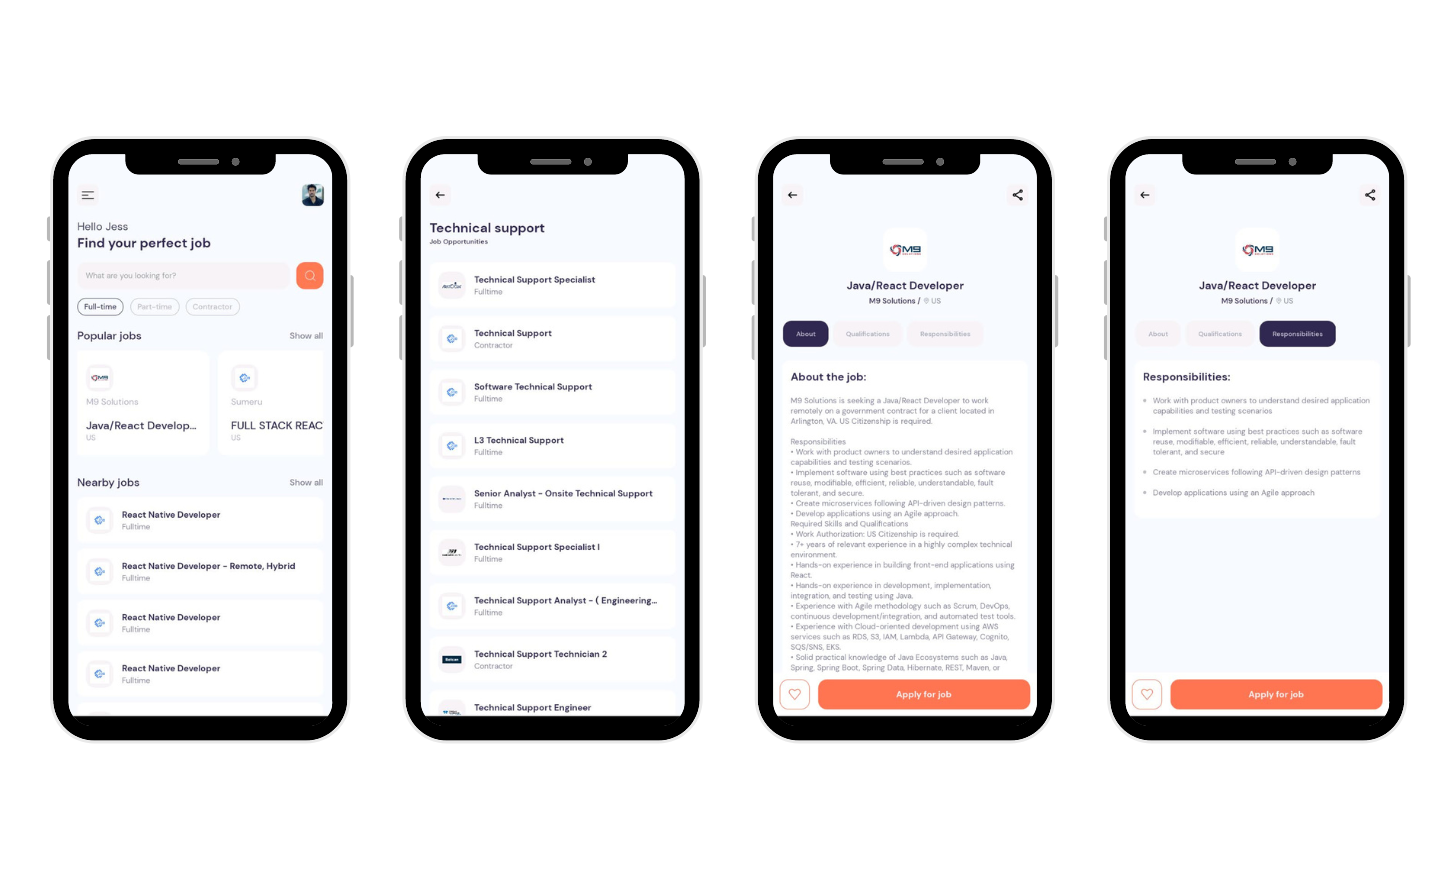 Hello Jess
Find your perfect job
What are you looking for?
Full-time
Part-time
Contractor
Popular jobs
Show all
M9
M9 Solutions
Java/React Develop...
US
Sumeru
FULL STACK REAC
US
Nearby jobs
Show all
React Native Developer
Fulltime
React Native Developer - Remote, Hybrid
Fulltime
React Native Developer
Fulltime
React Native Developer
Fulltime
Technical support
Job Opportunities
Technical Support Specialist
Fulltime
Technical Support
Contractor
Software Technical Support
Fulltime
L3 Technical Support
Fulltime
Senior Analyst - Onsite Technical Support
Fulltime
Technical Support Specialist I
Fulltime
Technical Support Analyst - ( Engineering...
Fulltime
Technical Support Technician 2
Contractor
Technical Support Engineer
M9
SOLUTIONS
Java/React Developer
M9 Solutions / US
About
Qualifications
Responsibilities
About the job:
M9 Solutions is seeking a Java/React Developer to work
remotely on a government contract for a client located in
Arlington, VA. US Citizenship is required.
Responsibilities
• Work with product owners to understand desired application
capabilities and testing scenarios.
• Implement software using best practices such as software
reuse, modifiable, efficient, reliable, understandable, fault
tolerant, and secure.
• Create microservices following API-driven design patterns.
• Develop applications using an Agile approach.
Required Skills and Qualifications
• Work Authorization: US Citizenship is required.
• 7+ years of relevant experience in a highly complex technical
environment.
• Hands-on experience in building front-end applications using
React.
• Hands-on experience in development, implementation,
integration, and testing using Java.
• Experience with Agile methodology such as Scrum, DevOps,
continuous development/integration, and automated test tools.
• Experience with Cloud-oriented development using AWS
services such as RDS, S3, IAM, Lambda, API Gateway, Cognito,
SQS/SNS, EKS.
• Solid practical knowledge of Java Ecosystems such as Java,
Spring, Spring Boot, Spring Data, Hibernate, REST, Maven, or
Apply for job
M9
SOLUTIONS
Java/React Developer
M9 Solutions / US
About
Qualifications
Responsibilities
Responsibilities:
Work with product owners to understand desired application
capabilities and testing scenarios
Implement software using best practices such as software
reuse, modifiable, efficient, reliable, understandable, fault
tolerant, and secure
Create microservices following API-driven design patterns
Develop applications using an Agile approach
Apply for job